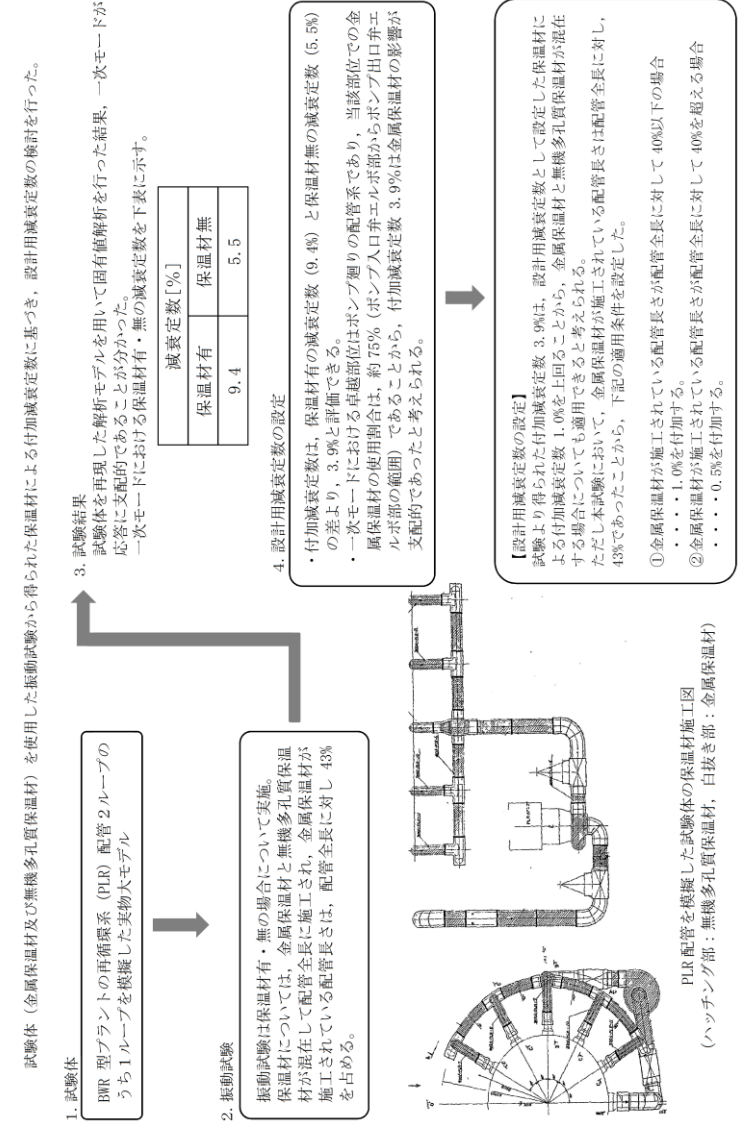 試験体（金属保温材及び無機多孔質保温材）を使用した振動試験から得られた保温材による付加減衰定数に基づき，設計用減衰定数の検討を行った。
1. 試験体
BWR 型プラントの再循環系（PLR）配管２ループの
うち１ループを模擬した実物大モデル
2. 振動試験
振動試験は保温材有・無の場合について実施。
保温材については，金属保温材と無機多孔質保温
材が混在して配管全長に施工され，金属保温材が
施工されている配管長さは，配管全長に対し 43%
を占める。
PLR 配管を模擬した試験体の保温材施工図
（ハッチング部：無機多孔質保温材，白抜き部：金属保温材）
3. 試験結果
試験体を再現した解析モデルを用いて固有値解析を行った結果，一次モードが
応答に支配的であることが分かった。
一次モードにおける保温材有・無の減衰定数を下表に示す。
減衰定数[%]
保温材有 保温材無
9.4 5.5
4. 設計用減衰定数の設定
・付加減衰定数は，保温材有の減衰定数（9.4%）と保温材無の減衰定数（5.5%）
の差より，3.9%と評価できる。
・一次モードにおける卓越部位はポンプ廻りの配管系であり，当該部位での金
属保温材の使用割合は，約 75%（ポンプ入口弁エルボ部からポンプ出口弁エ
ルボ部の範囲）であることから，付加減衰定数 3.9%は金属保温材の影響が
支配的であったと考えられる。
【設計用減衰定数の設定】
試験より得られた付加減衰定数 3.9%は，設計用減衰定数として設定した保温材に
よる付加減衰定数 1.0%を上回ることから，金属保温材と無機多孔質保温材が混在
する場合についても適用できると考えられる。
ただし本試験において，金属保温材が施工されている配管長さは配管全長に対し，
43%であったことから，下記の適用条件を設定した。
①金属保温材が施工されている配管長さが配管全長に対して 40%以下の場合
・・・・1.0%を付加する。
②金属保温材が施工されている配管長さが配管全長に対して 40%を超える場合
・・・・0.5%を付加する。